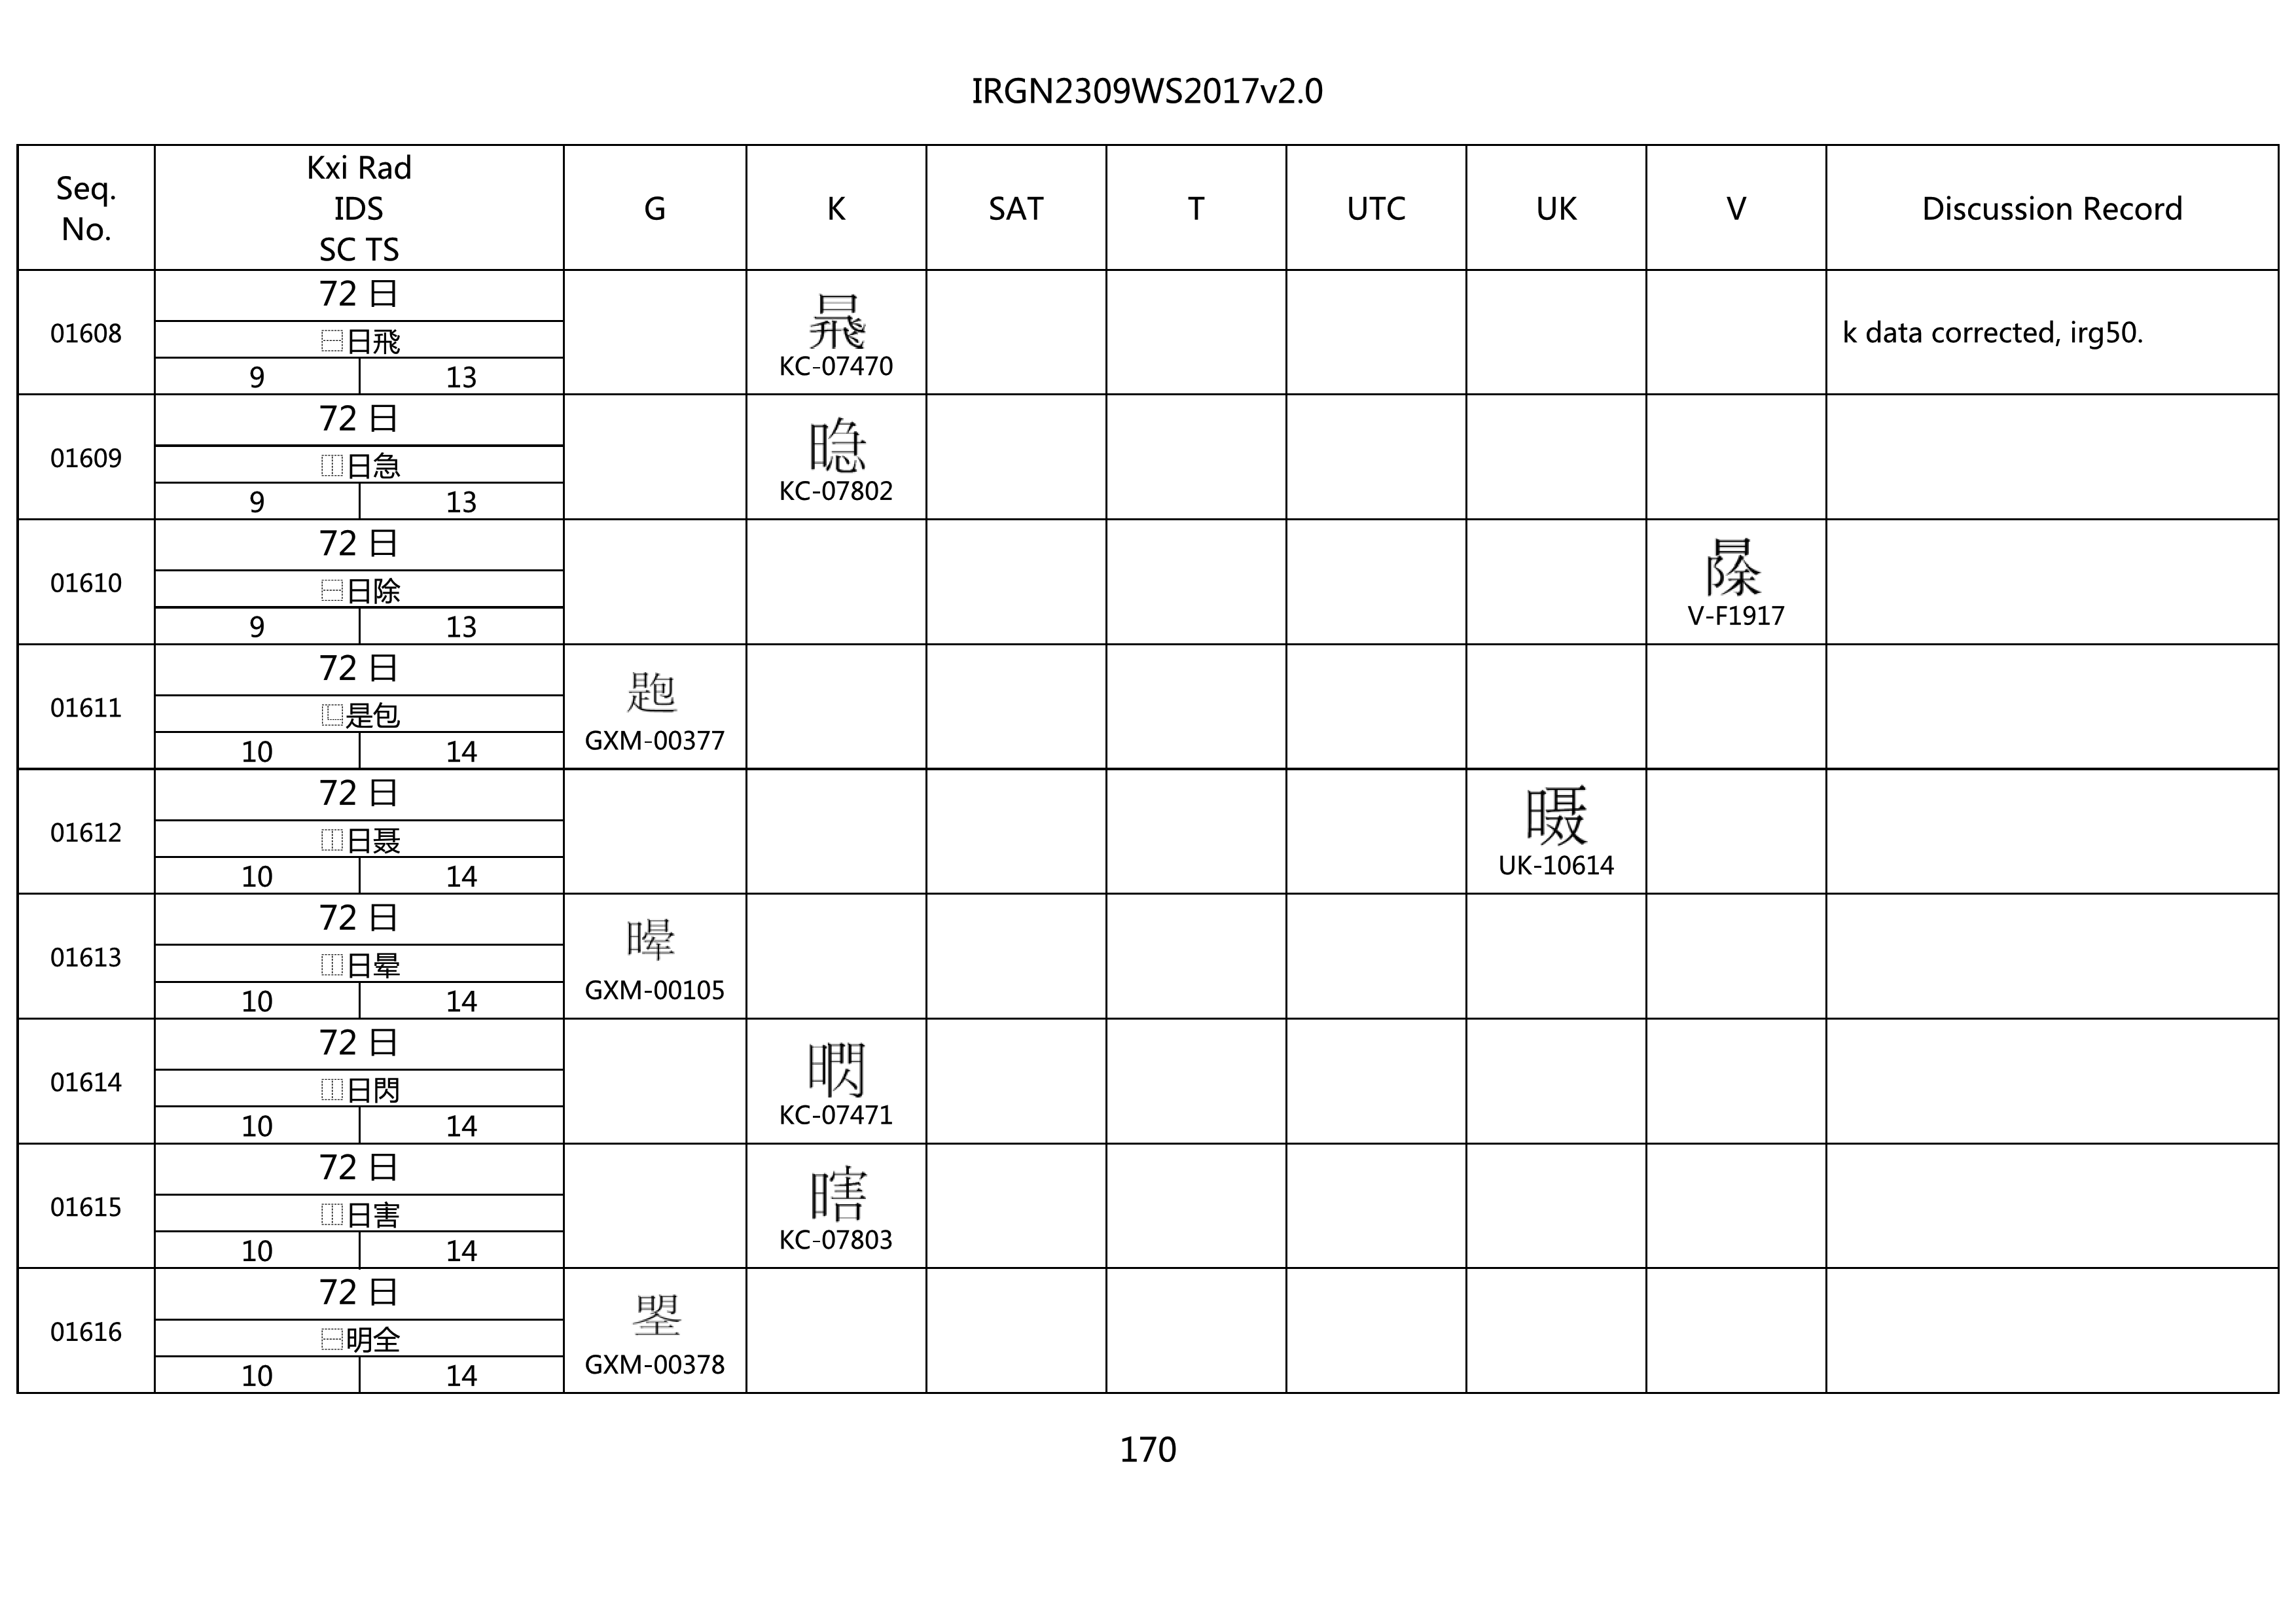 IRGN2309WS2017v2.0
Seq. No. Kxi Rad IDS SC TS G K SAT T UTC UK V Discussion Record
01608 72 日 k data corrected, irg50.
⿱日飛
9 13 KC-07470
01609 72 日
⿰日急
9 13 KC-07802
01610 72 日
⿱日除
9 13 V-F1917
01611 72 日
⿺是包
10 14 GXM-00377
01612 72 日
⿰日聂
10 14 UK-10614
01613 72 日
⿰日晕
10 14 GXM-00105
01614 72 日
⿰日閃
10 14 KC-07471
01615 72 日
⿰日害
10 14 KC-07803
01616 72 日
⿱明全
10 14 GXM-00378
170